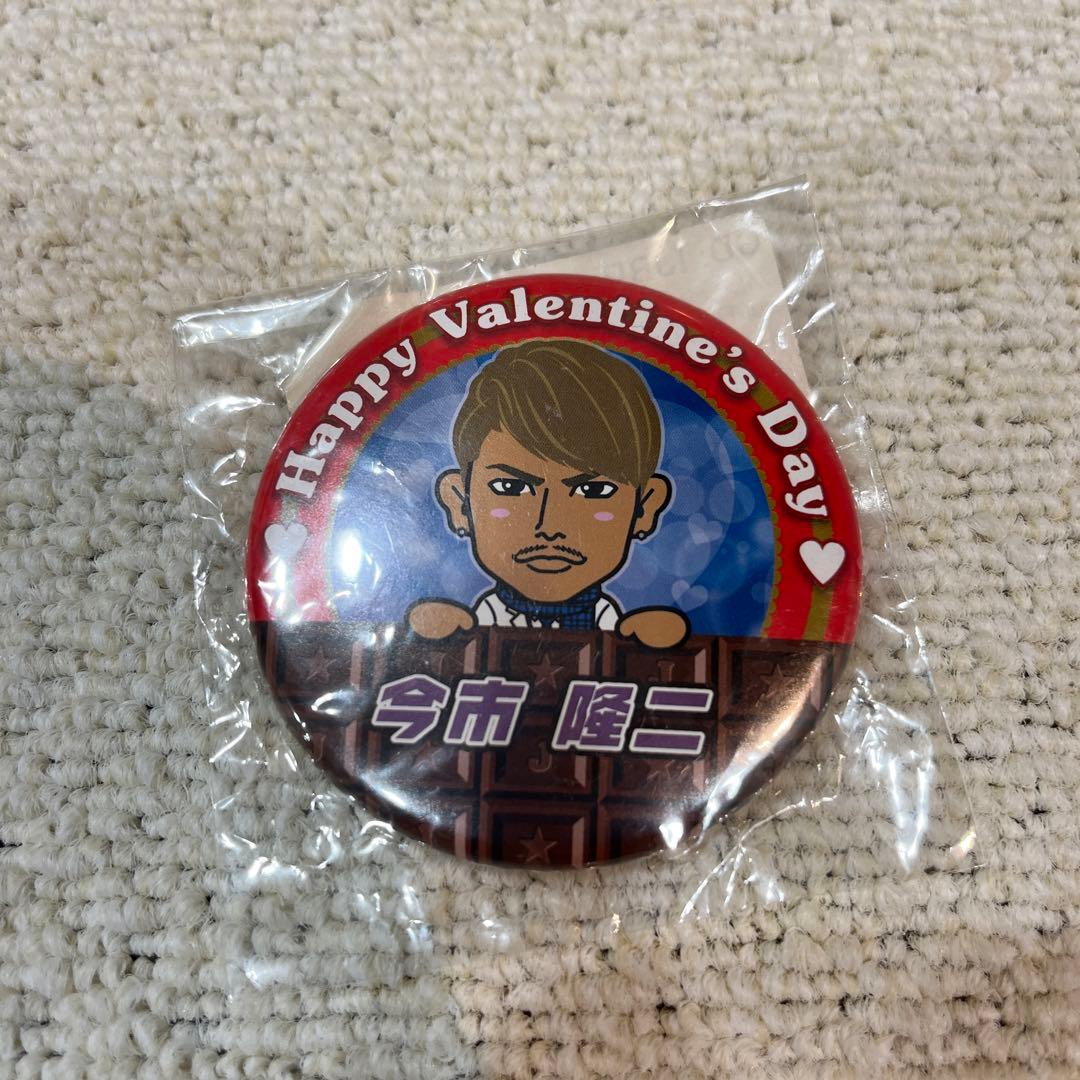 Happy Valentine's Day
今市 隆二